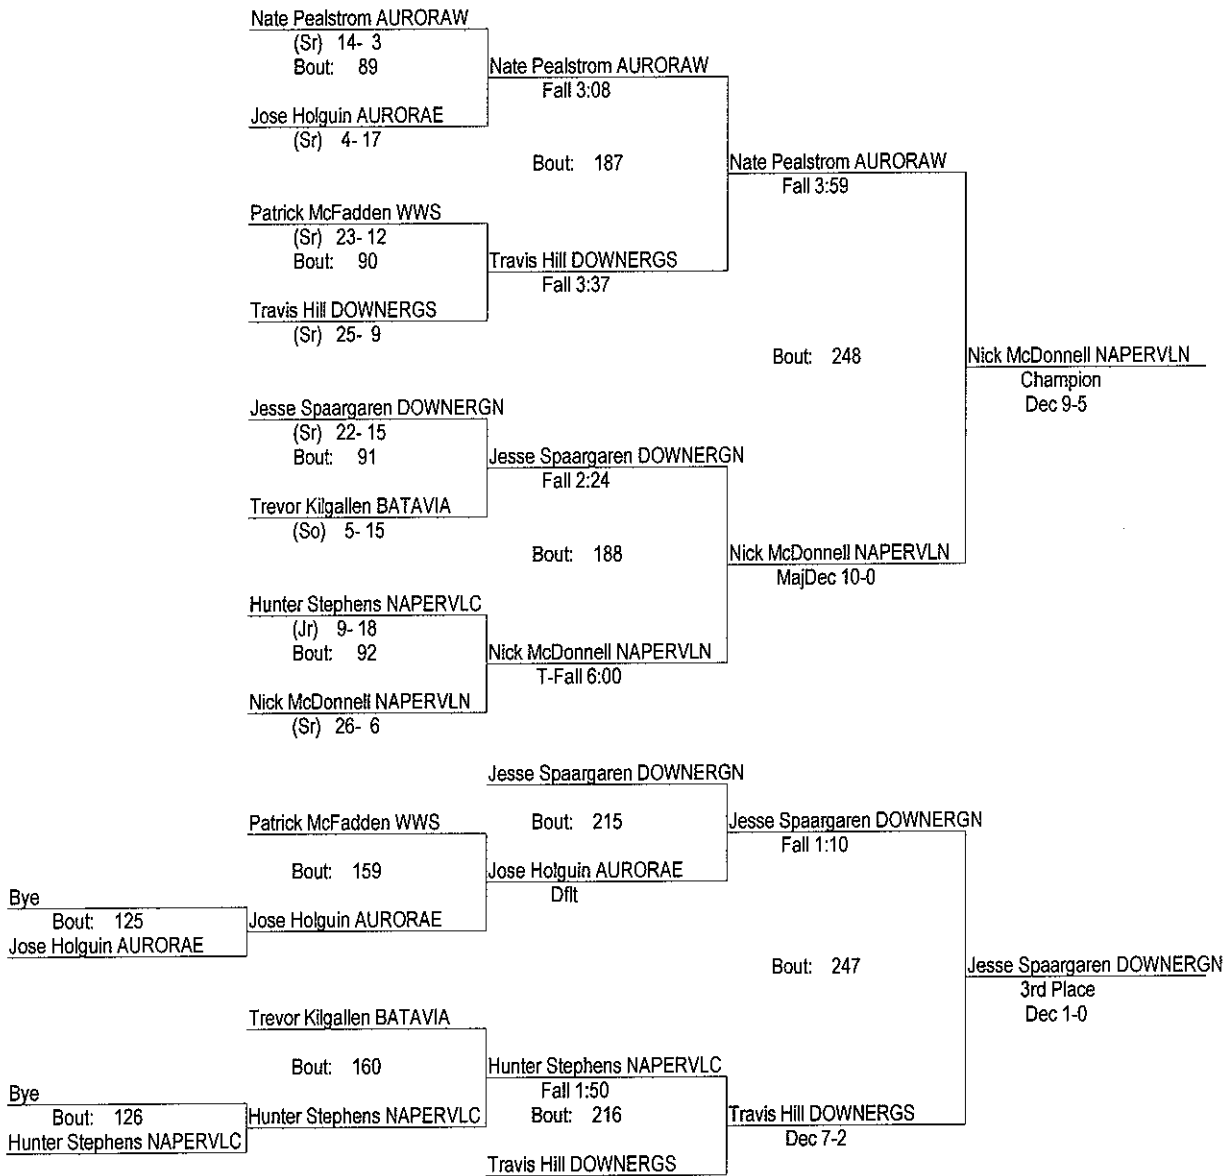 Nate Pealstrom AURORAW
(Sr) 14- 3
Bout: 89
Nate Pealstrom AURORAW
Fall 3:08
Jose Holguin AURORAE
(Sr) 4- 17
Bout: 187
Nate Pealstrom AURORAW
Fall 3:59
Patrick McFadden WWS
(Sr) 23- 12
Bout: 90
Travis Hill DOWNERGS
Fall 3:37
Travis Hill DOWNERGS
(Sr) 25- 9
Bout: 248
Nick McDonnell NAPERVLN
Champion
Dec 9-5
Jesse Spaargaren DOWNERGN
(Sr) 22- 15
Bout: 91
Jesse Spaargaren DOWNERGN
Fall 2:24
Trevor Kilgallen BATAVIA
(So) 5- 15
Bout: 188
Nick McDonnell NAPERVLN
MajDec 10-0
Hunter Stephens NAPERVLC
(Jr) 9- 18
Bout: 92
Nick McDonnell NAPERVLN
T-Fall 6:00
Nick McDonnell NAPERVLN
(Sr) 26- 6
Jesse Spaargaren DOWNERGN
Bout: 215
Jesse Spaargaren DOWNERGN
Fall 1:10
Patrick McFadden WWS
Bout: 159
Jose Holguin AURORAE
Dflt
Bye
Bout: 125
Jose Holguin AURORAE
Jose Holguin AURORAE
Bout: 247
Jesse Spaargaren DOWNERGN
3rd Place
Dec 1-0
Trevor Kilgallen BATAVIA
Bout: 160
Hunter Stephens NAPERVLC
Fall 1:50
Bye
Bout: 126
Hunter Stephens NAPERVLC
Hunter Stephens NAPERVLC
Bout: 216
Travis Hill DOWNERGS
Dec 7-2
Travis Hill DOWNERGS